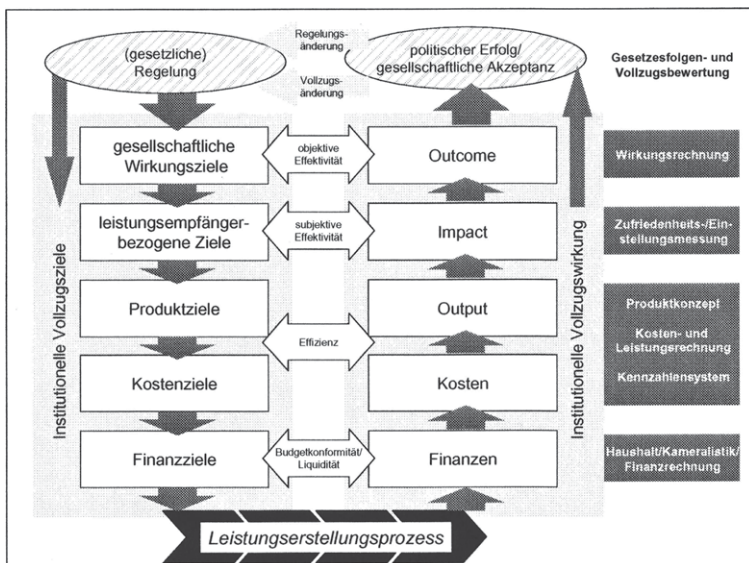 (gesetzliche)
Regelung
Regelungs-
änderung
Vollzugs-
änderung
politischer Erfolg/
gesellschaftliche Akzeptanz
Gesetzesfolgen- und
Vollzugsbewertung
Institutionelle Vollzugsziele
gesellschaftliche
Wirkungsziele
objektive
Effektivität
Outcome
Wirkungsrechnung
leistungsempfänger-
bezogene Ziele
subjektive
Effektivität
Impact
Zufriedenheits-/Ein-
stellungsmessung
Produktziele
Effizienz
Output
Produktkonzept
Kosten- und
Leistungsrechnung
Kennzahlensystem
Kostenziele
Kosten
Finanzziele
Budgetkonformität/
Liquidität
Finanzen
Haushalt/Kameralistik/
Finanzrechnung
Institutionelle Vollzugswirkung
Leistungserstellungsprozess